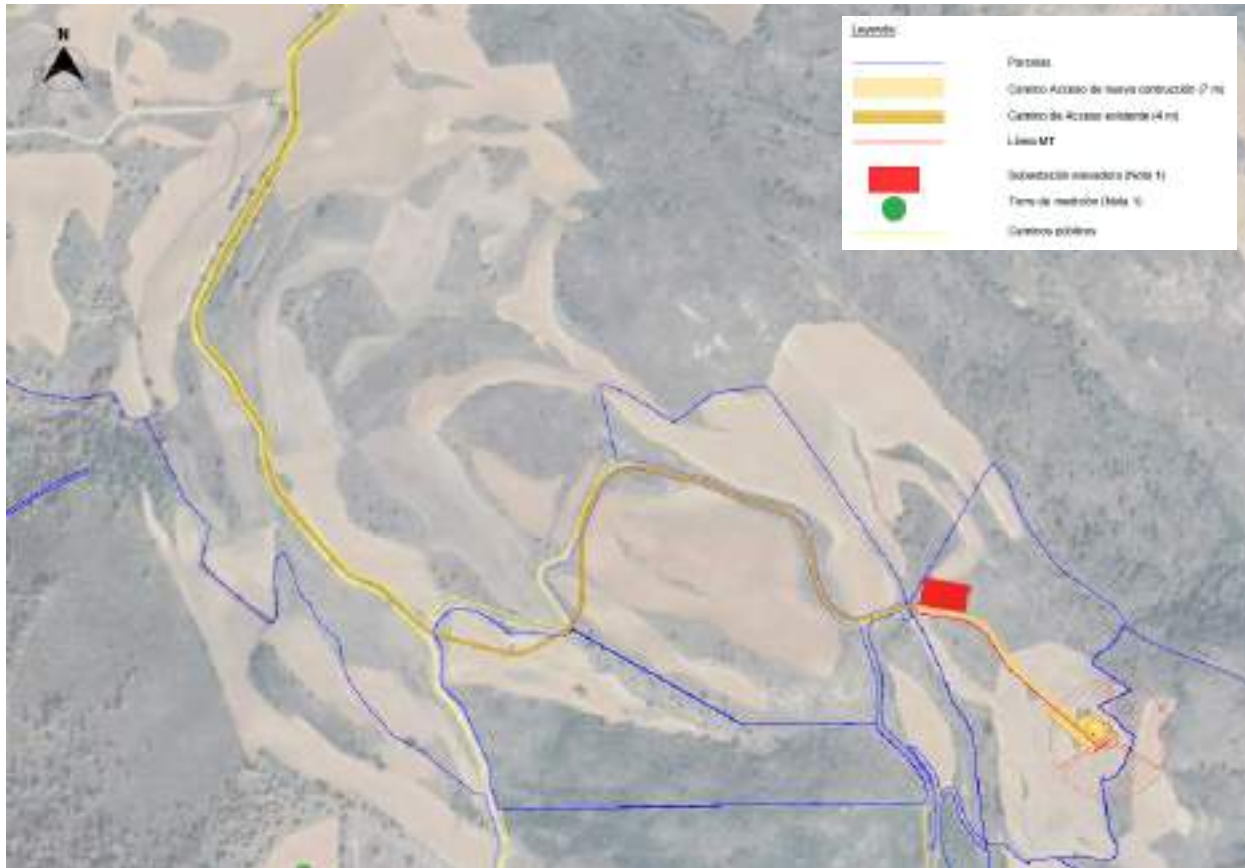 N
Leyenda:
Parcelas
Camino Acceso de nueva contrucción (7 m)
Camino de Acceso existente (4 m)
Línea MT
Subestación elevadora (Nota 1)
Torre de medición (Nota 1)
Caminos públicos